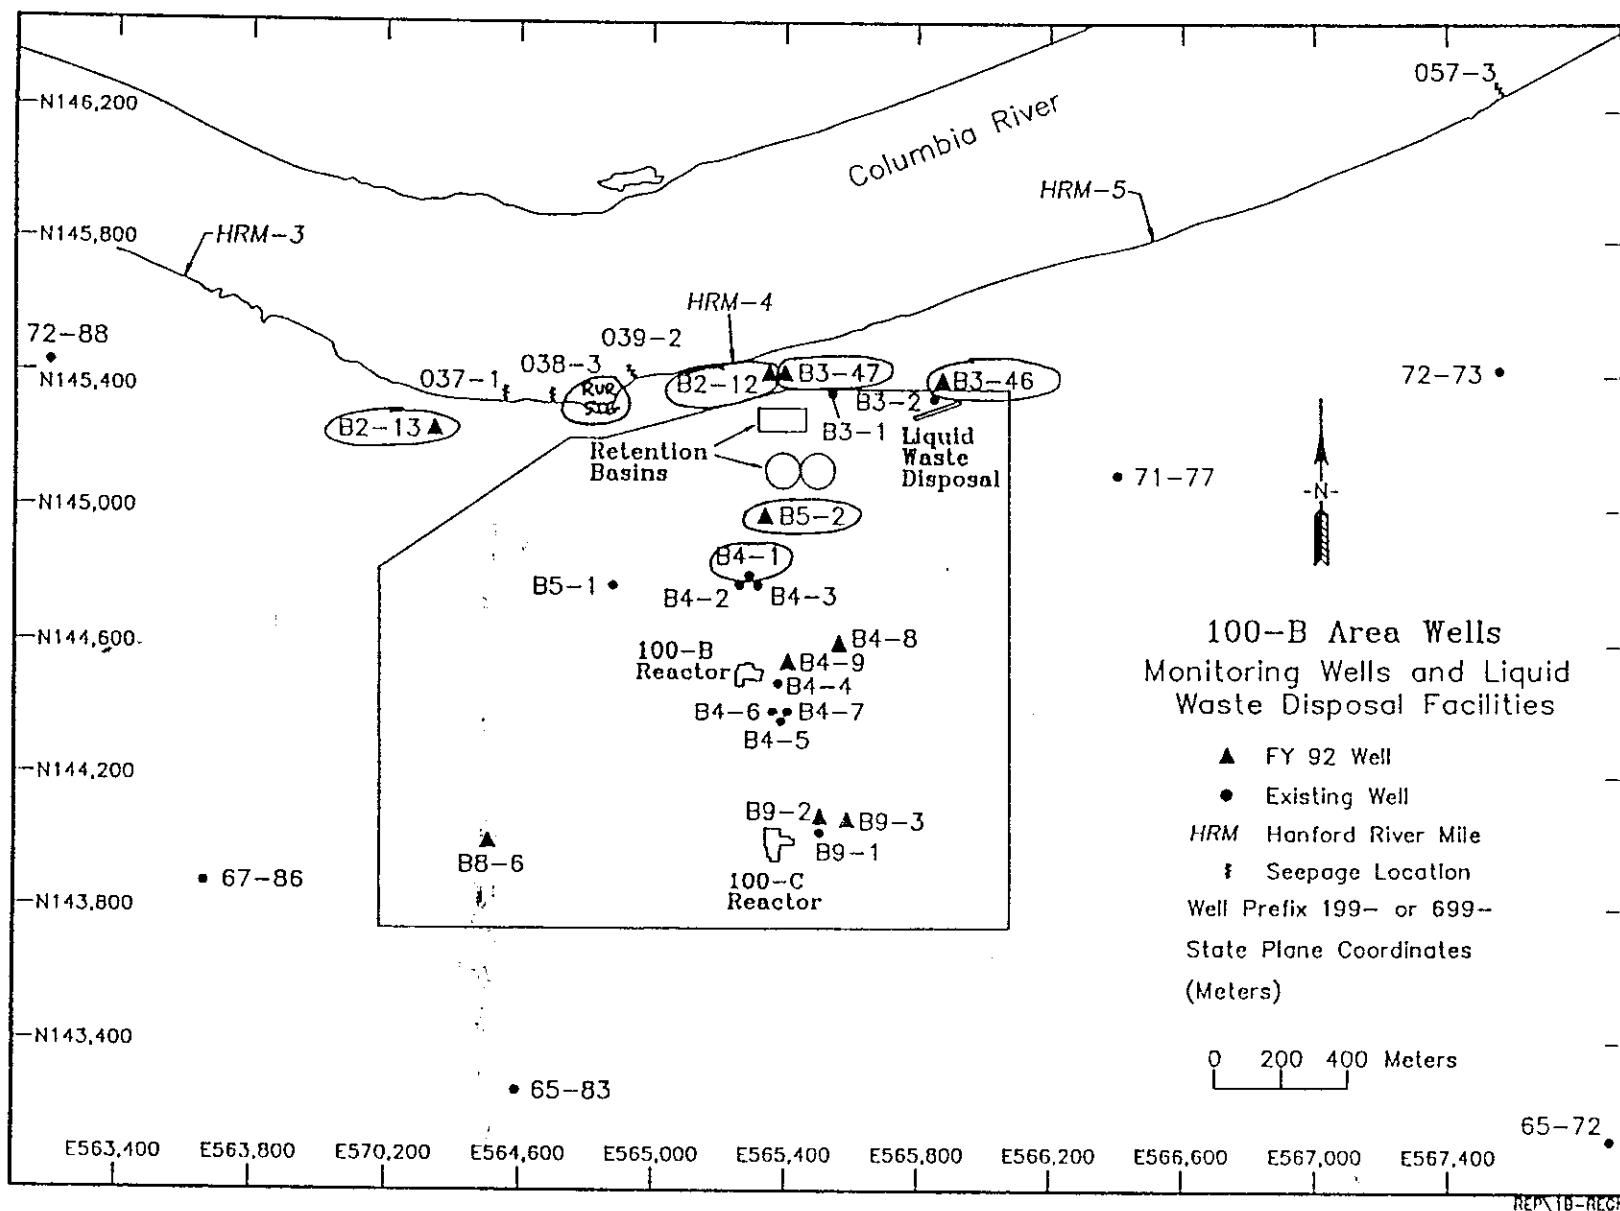 057-3
N146,200
Columbia River
HRM-5
N145,800
HRM-3
HRM-4
72-88
039-2
038-3
037-1
N145,400
RVR
B2-12
B3-47
B3-46
72-73
B3-2
B2-13
B3-1
Retention
Basins
Liquid
Waste
Disposal
71-77
-N-
N145,000
B5-2
B4-1
B5-1
B4-2
B4-3
N144,600
B4-8
100-B
Reactor
B4-9
B4-4
B4-6
B4-7
B4-5
100-B Area Wells
Monitoring Wells and Liquid
Waste Disposal Facilities
FY 92 Well
Existing Well
HRM Hanford River Mile
Seepage Location
Well Prefix 199- or 699-
State Plane Coordinates
(Meters)
N144,200
B9-2
B9-3
B9-1
B8-6
67-86
100-C
Reactor
N143,800
N143,400
0 200 400 Meters
65-83
65-72
E563,400 E563,800 E570,200 E564,600 E565,000 E565,400 E565,800 E566,200 E566,600 E567,000 E567,400